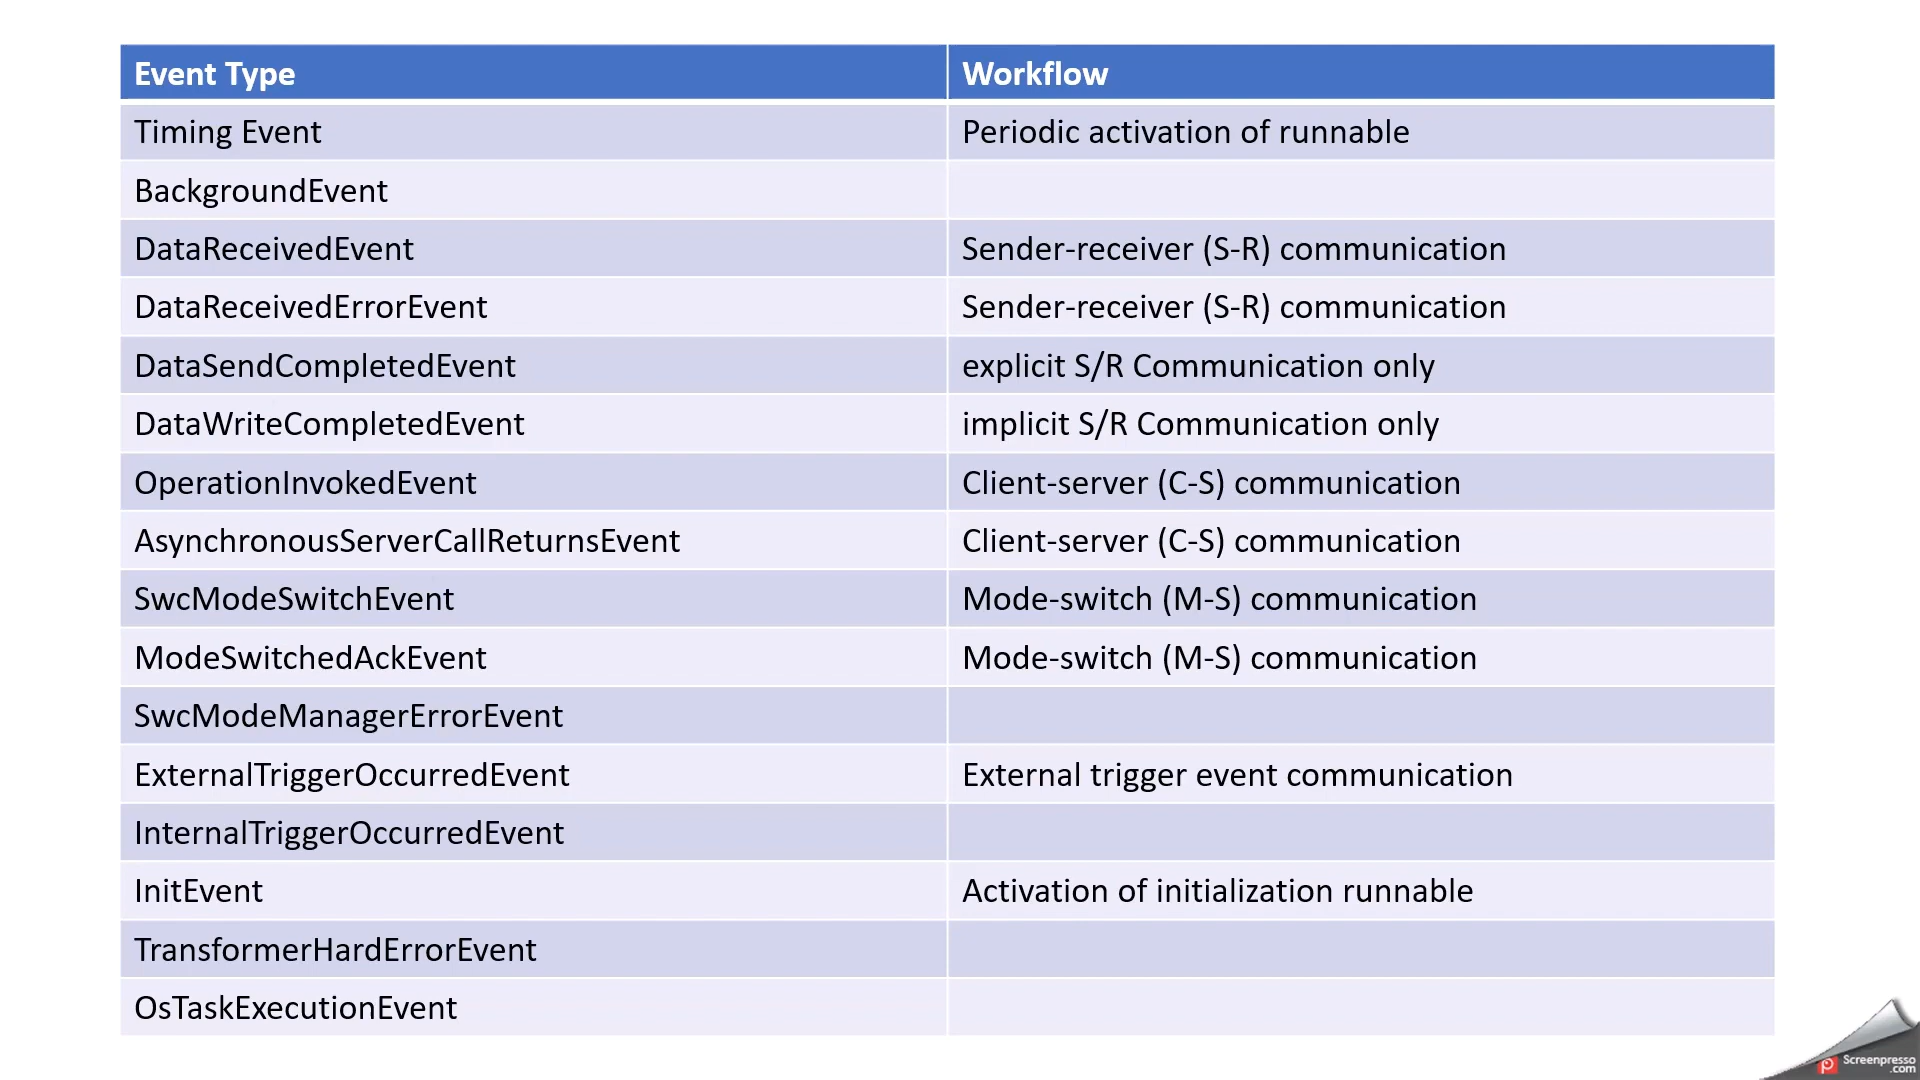 Event Type Workflow
Timing Event Periodic activation of runnable
BackgroundEvent
DataReceivedEvent Sender-receiver (S-R) communication
DataReceivedErrorEvent Sender-receiver (S-R) communication
DataSendCompletedEvent explicit S/R Communication only
DataWriteCompletedEvent implicit S/R Communication only
OperationInvokedEvent Client-server (C-S) communication
AsynchronousServerCallReturnsEvent Client-server (C-S) communication
SwcModeSwitchEvent Mode-switch (M-S) communication
ModeSwitchedAckEvent Mode-switch (M-S) communication
SwcModeManagerErrorEvent
ExternalTriggerOccurredEvent External trigger event communication
InternalTriggerOccurredEvent
InitEvent Activation of initialization runnable
TransformerHardErrorEvent
OsTaskExecutionEvent
Screenpresso
.com